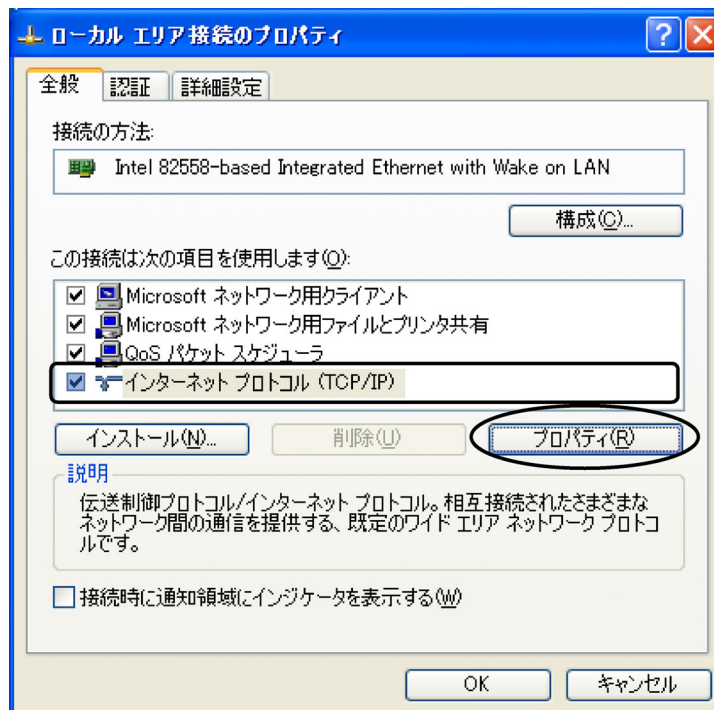 ローカル エリア接続のプロパティ
全般 認証 詳細設定
接続の方法:
Intel 82558-based Integrated Ethernet with Wake on LAN
構成(C)...
この接続は次の項目を使用します(O):
Microsoft ネットワーク用クライアント
Microsoft ネットワーク用ファイルとプリンタ共有
QoS パケット スケジューラ
インターネット プロトコル (TCP/IP)
インストール(N)... 削除(U) プロパティ(R)
説明
伝送制御プロトコル/インターネット プロトコル。相互接続されたさまざまな
ネットワーク間の通信を提供する、既定のワイド エリア ネットワーク プロトコ
ルです。
接続時に通知領域にインジケータを表示する(W)
OK キャンセル